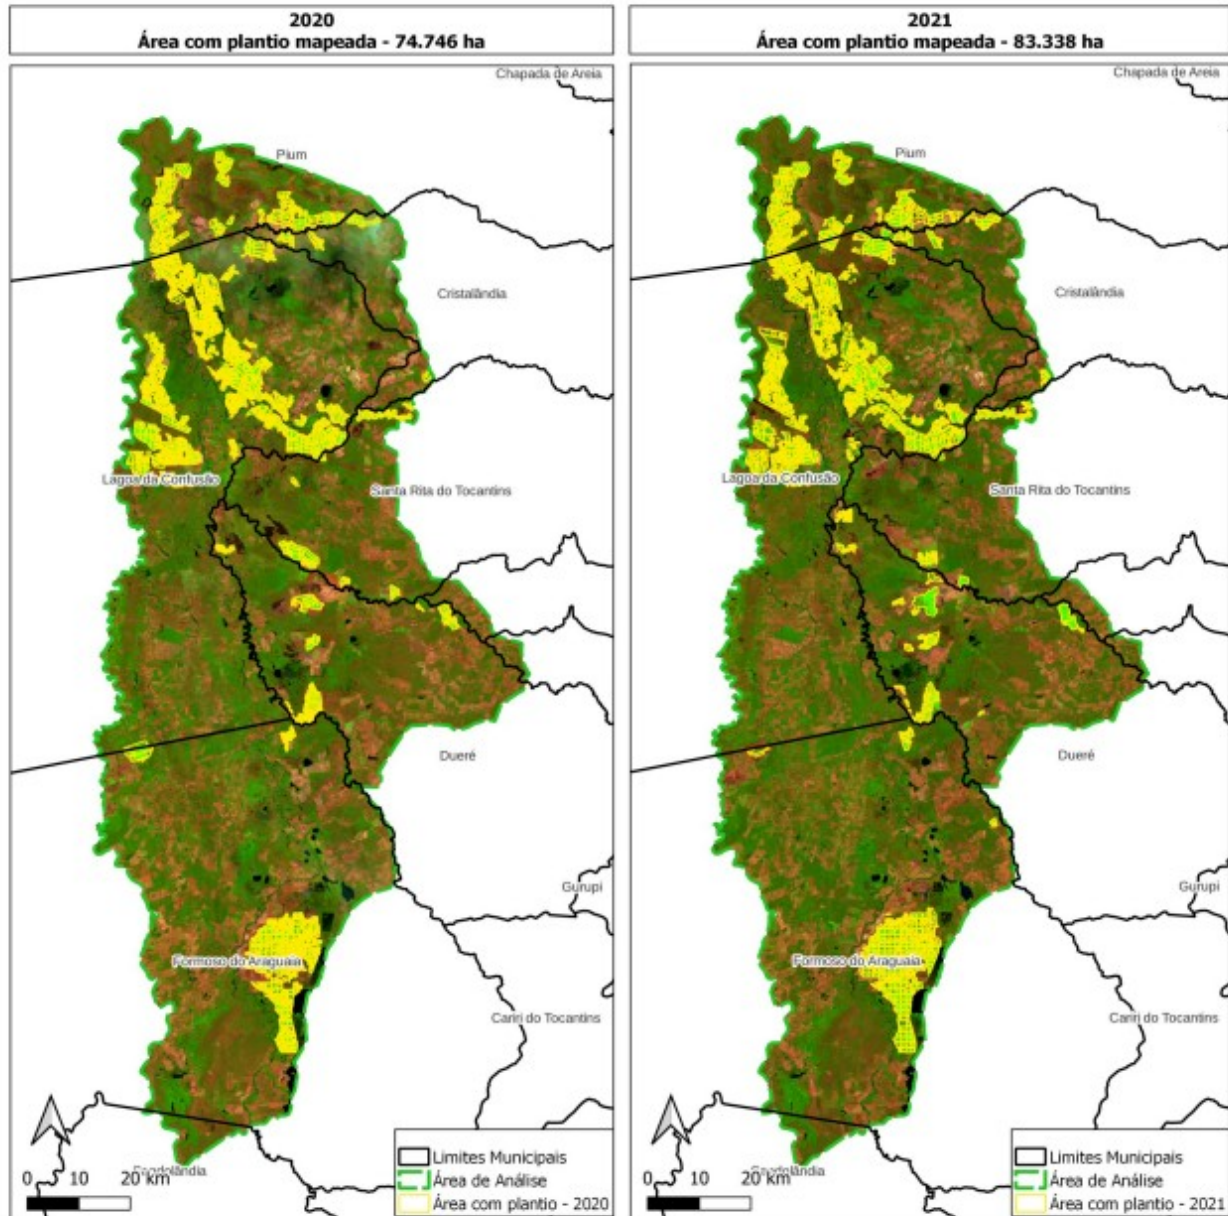 2020
Área com plantio mapeada - 74.746 ha
Chapada de Areia
Pium
Cristalândia
Lagoa da Confusão
Santa Rita do Tocantins
Dueré
Gurupi
Formoso do Araguaia
Cariri do Tocantins
0 10 20 km
Limites Municipais
Área de Análise
Área com plantio - 2020
2021
Área com plantio mapeada - 83.338 ha
Chapada de Areia
Pium
Cristalândia
Lagoa da Confusão
Santa Rita do Tocantins
Dueré
Gurupi
Formoso do Araguaia
Cariri do Tocantins
0 10 20 km
Limites Municipais
Área de Análise
Área com plantio - 2021